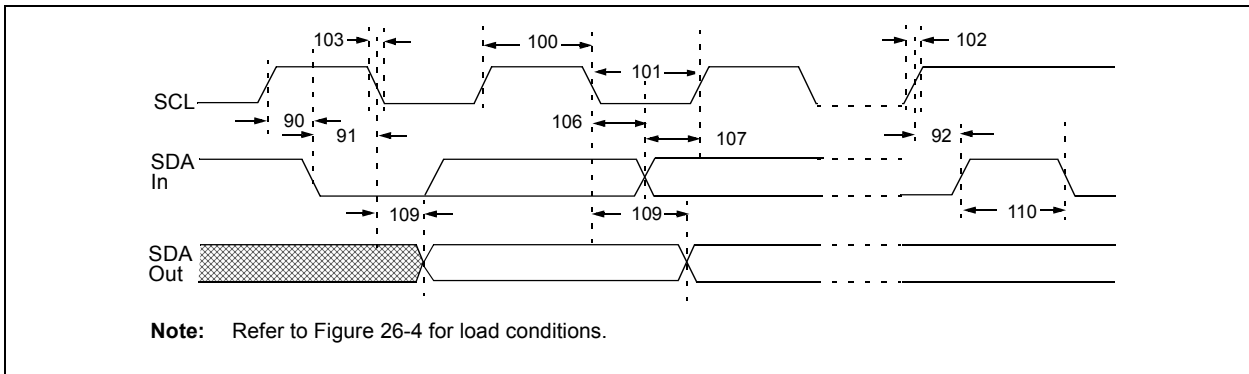 103
100
102
101
SCL
90
91
106
107
92
SDA
In
109
109
110
SDA
Out
Note: Refer to Figure 26-4 for load conditions.